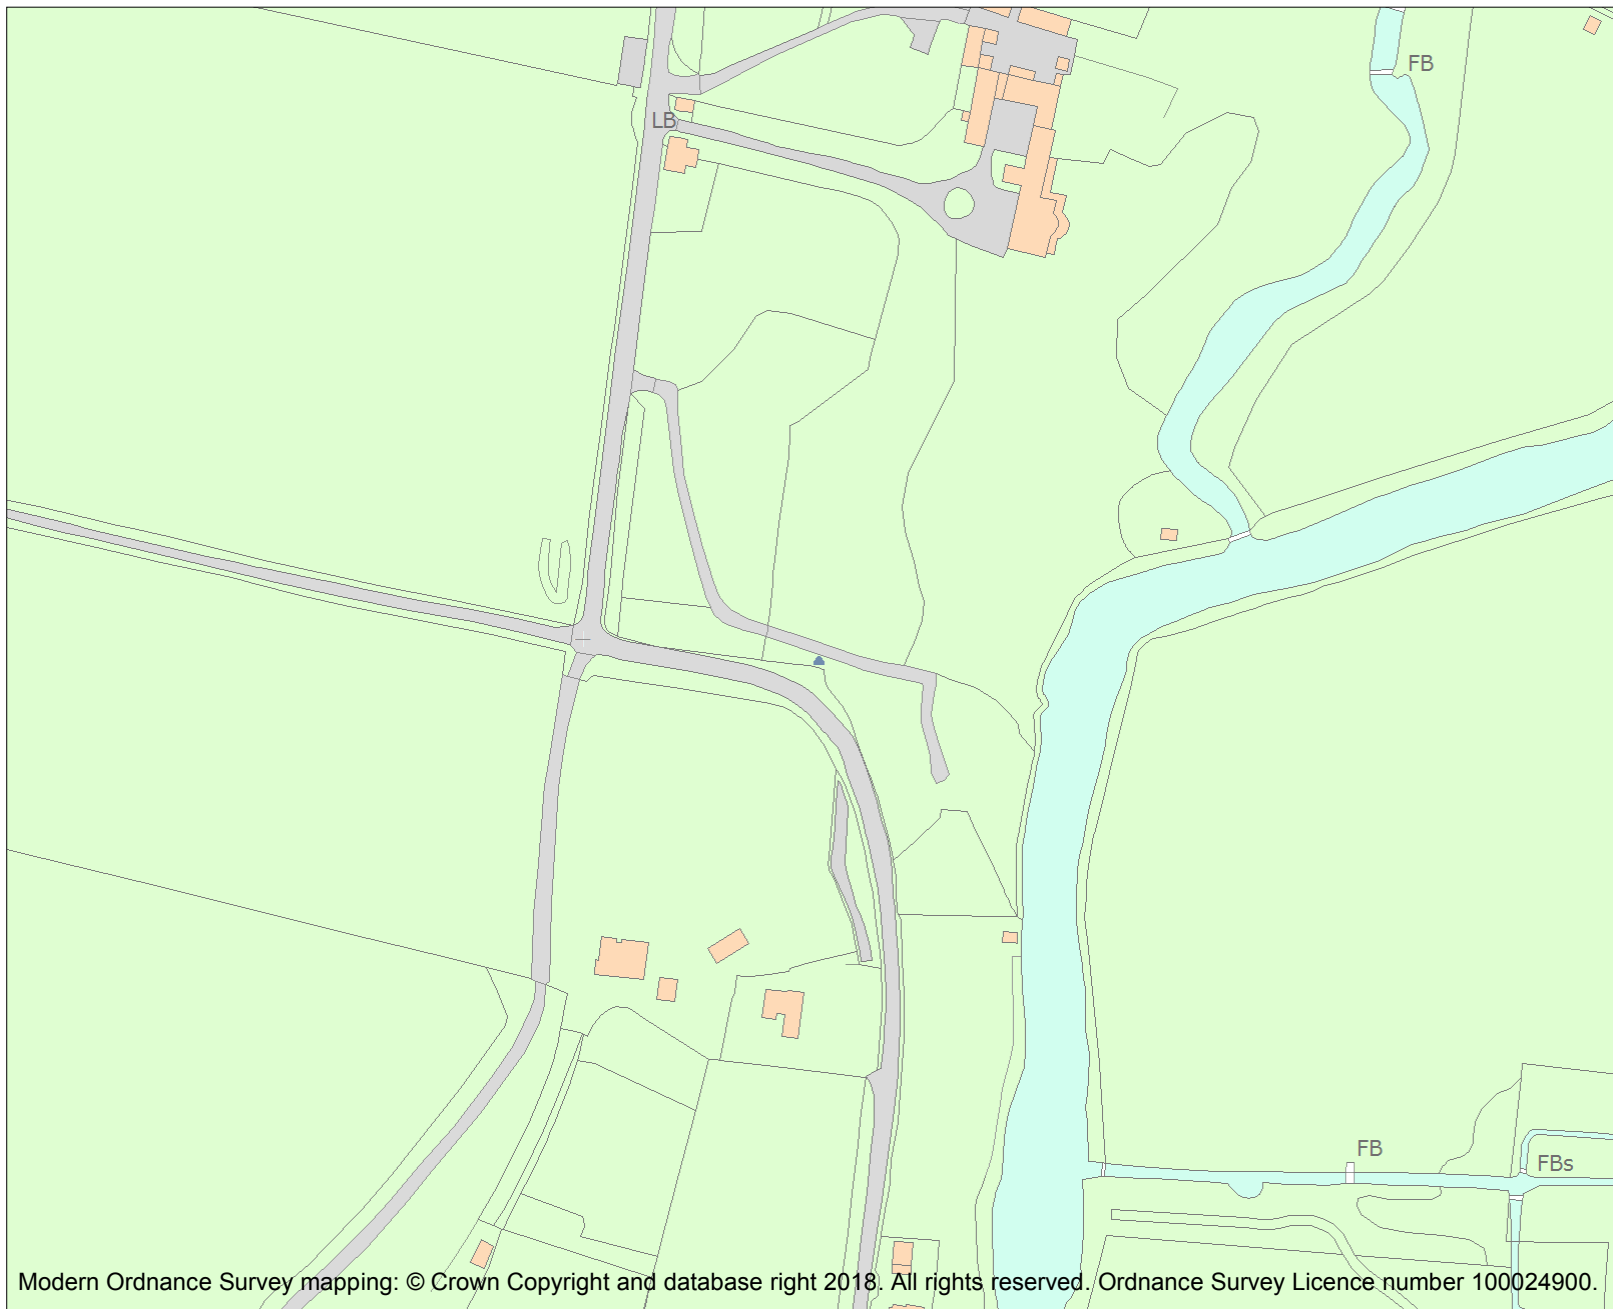 FB
LB
FB
FBs
Modern Ordnance Survey mapping: © Crown Copyright and database right 2018. All rights reserved. Ordnance Survey Licence number 100024900.